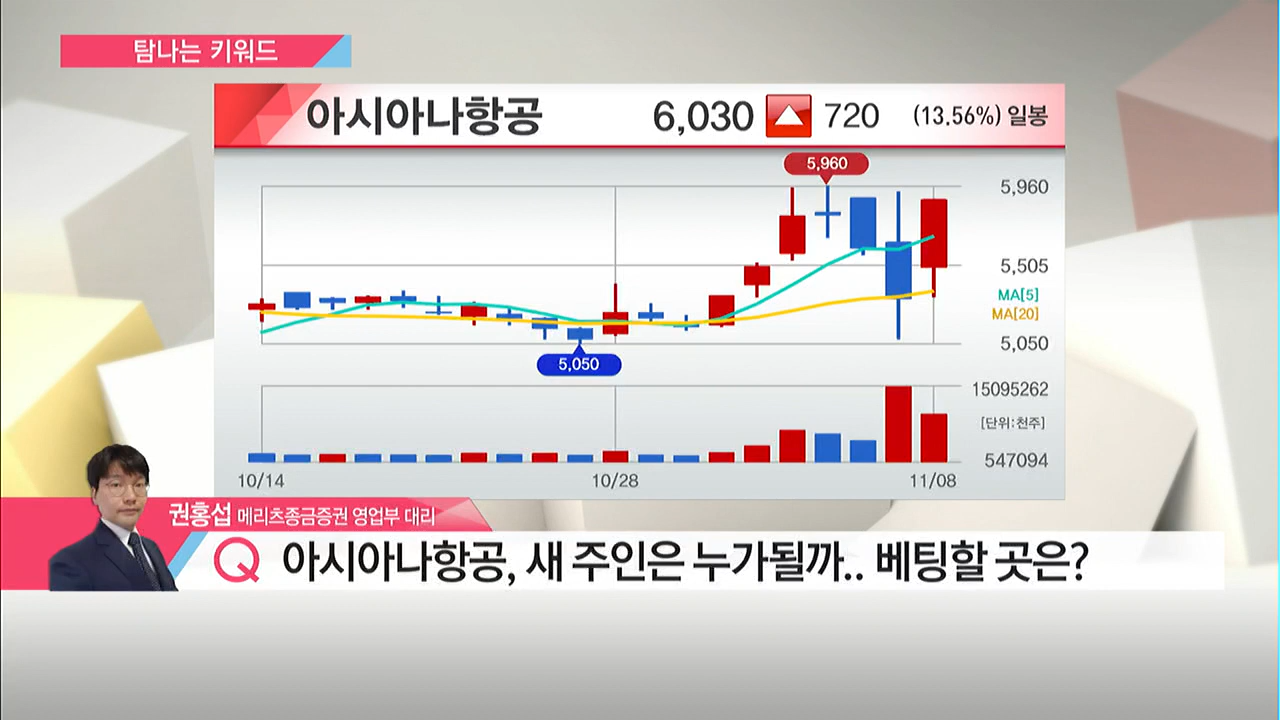 탐나는 키워드
아시아나항공 6,030 720 (13.56%) 일봉
5,960
5,960
5,505
MA[5]
MA[20]
5,050
5,050
15095262
[단위:천주]
547094
10/14 10/28 11/08
권홍섭 메리츠종금증권 영업부 대리
Q 아시아나항공, 새 주인은 누가될까.. 베팅할 곳은?